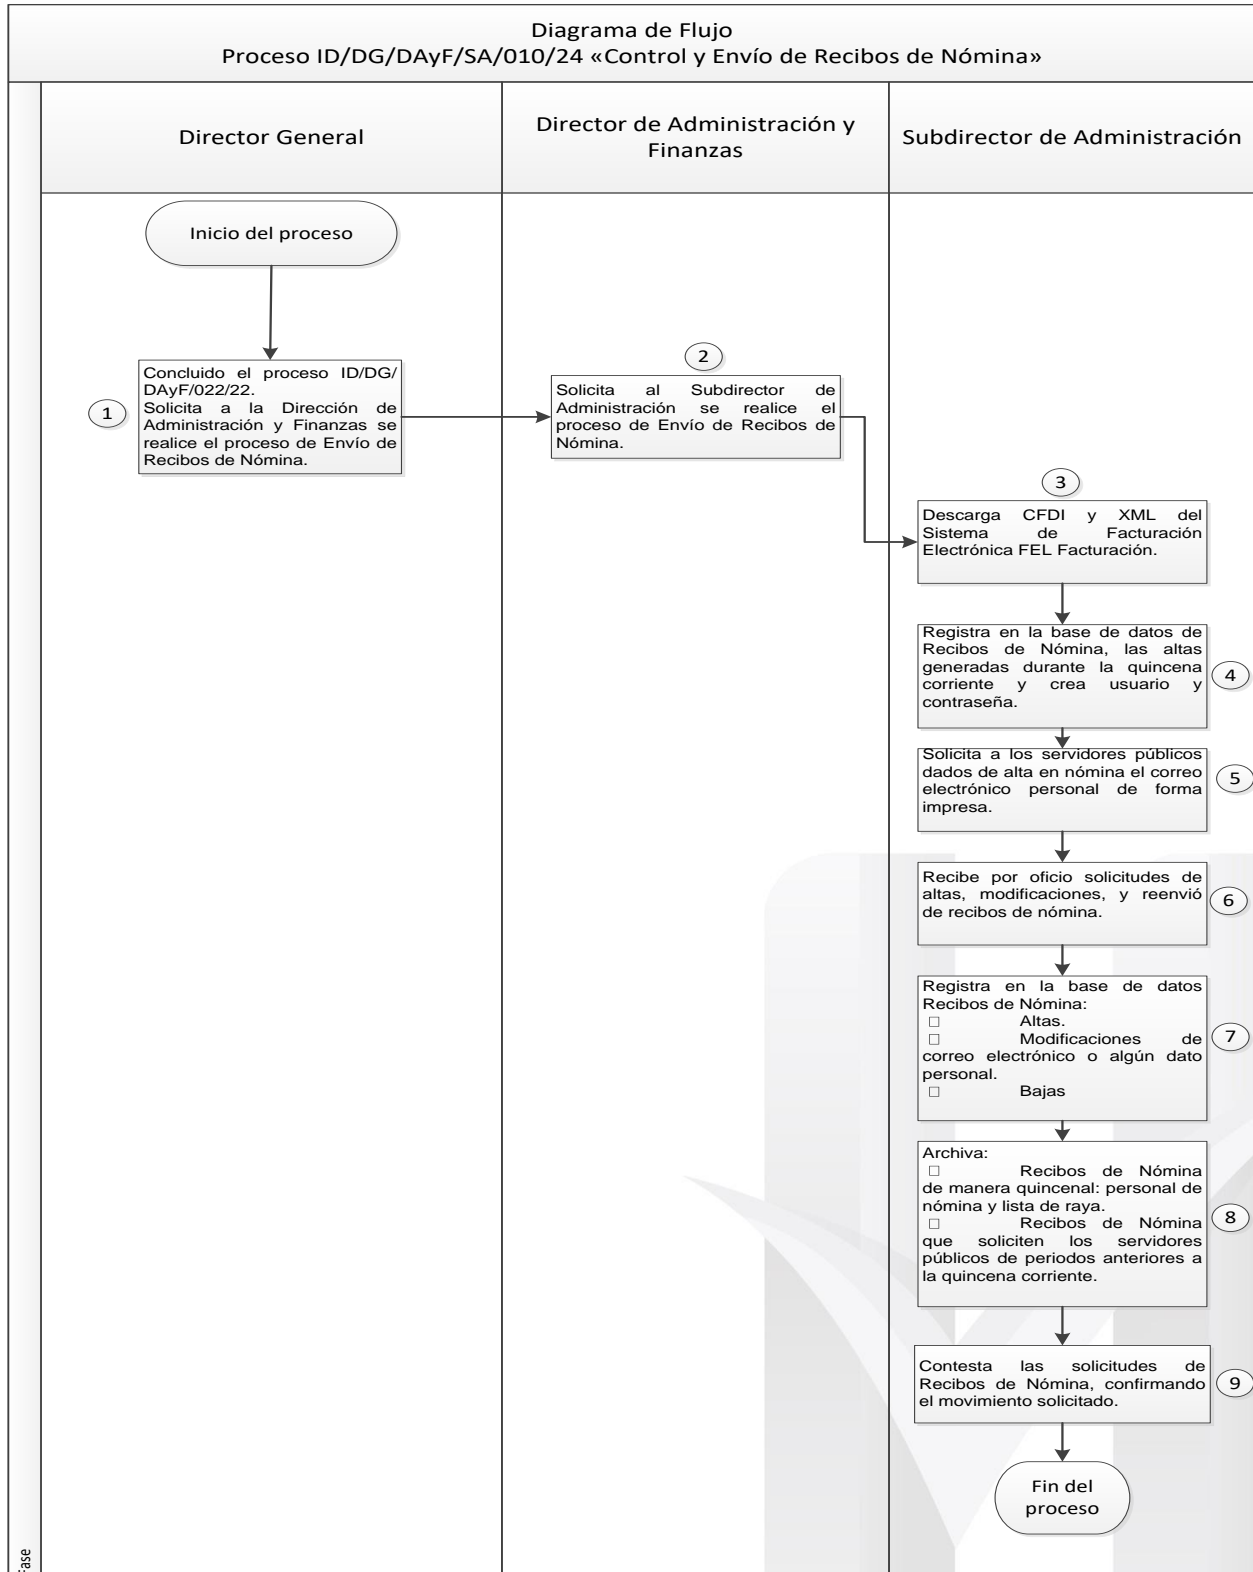 Diagrama de Flujo
Proceso ID/DG/DAyF/SA/010/24 «Control y Envío de Recibos de Nómina»
Director General
Director de Administración y
Finanzas
Subdirector de Administración
Inicio del proceso
1
Concluido el proceso ID/DG/
DAyF/022/22.
Solicita a la Dirección de
Administración y Finanzas se
realice el proceso de Envío de
Recibos de Nómina.
2
Solicita al Subdirector de
Administración se realice el
proceso de Envío de Recibos de
Nómina.
3
Descarga CFDI y XML del
Sistema de Facturación
Electrónica FEL Facturación.
Registra en la base de datos de
Recibos de Nómina, las altas
generadas durante la quincena
corriente y crea usuario y
contraseña.
4
Solicita a los servidores públicos
dados de alta en nómina el correo
electrónico personal de forma
impresa.
5
Recibe por oficio solicitudes de
altas, modificaciones, y reenvió
de recibos de nómina.
6
Registra en la base de datos
Recibos de Nómina:
□ Altas.
□ Modificaciones de
correo electrónico o algún dato
personal.
□ Bajas
7
Archiva:
□ Recibos de Nómina
de manera quincenal: personal de
nómina y lista de raya.
□ Recibos de Nómina
que soliciten los servidores
públicos de periodos anteriores a
la quincena corriente.
8
Contesta las solicitudes de
Recibos de Nómina, confirmando
el movimiento solicitado.
9
Fin del
proceso
Fase